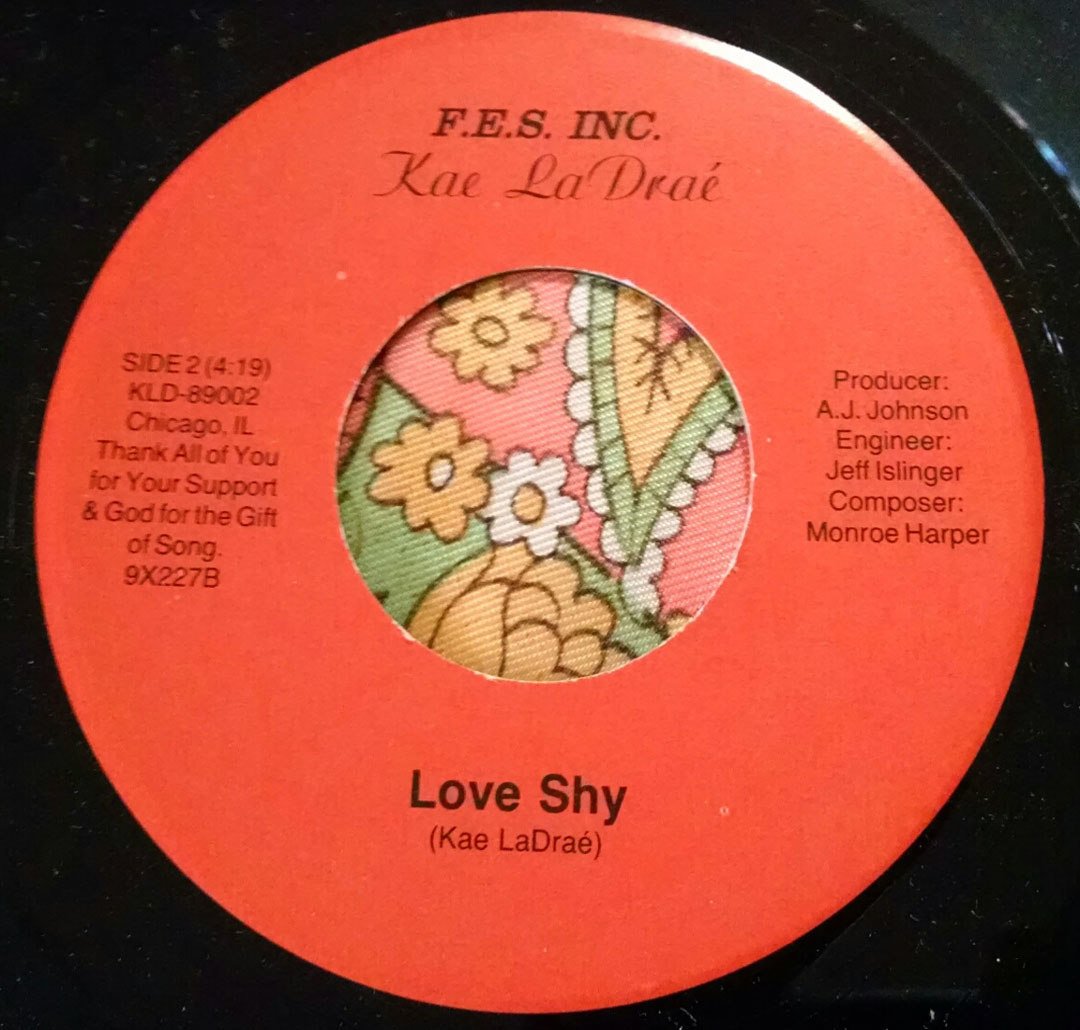 F.E.S. INC.
Kae LaDraé
SIDE 2 (4:19)
KLD-89002
Chicago, IL
Thank All of You
for Your Support
& God for the Gift
of Song.
9X227B
Producer:
A.J. Johnson
Engineer:
Jeff Islinger
Composer:
Monroe Harper
Love Shy
(Kae LaDraé)